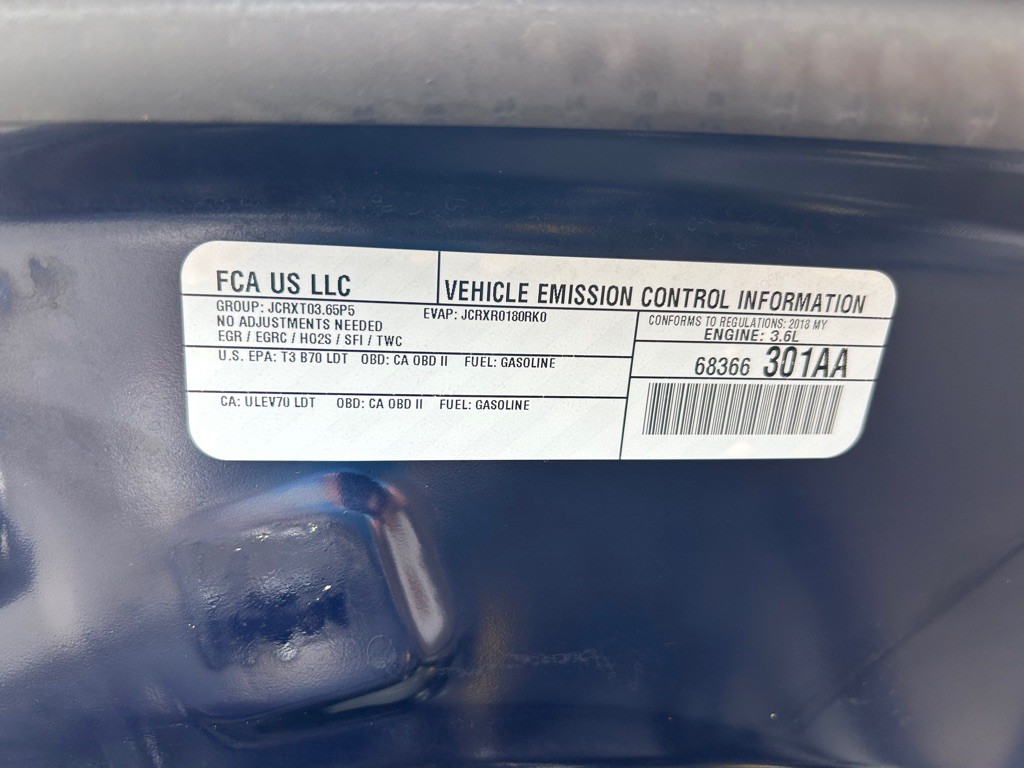 FCA US LLC
VEHICLE EMISSION CONTROL INFORMATION
GROUP: JCRXT03.65P5
EVAP: JCRXR0180RK0
NO ADJUSTMENTS NEEDED
EGR / EGRC / HO2S / SFI / TWC
CONFORMS TO REGULATIONS: 2018 MY
ENGINE: 3.6L
U.S. EPA: T3 B70 LDT OBD: CA OBD II FUEL: GASOLINE
68366 301AA
CA: ULEV70 LDT OBD: CA OBD II FUEL: GASOLINE